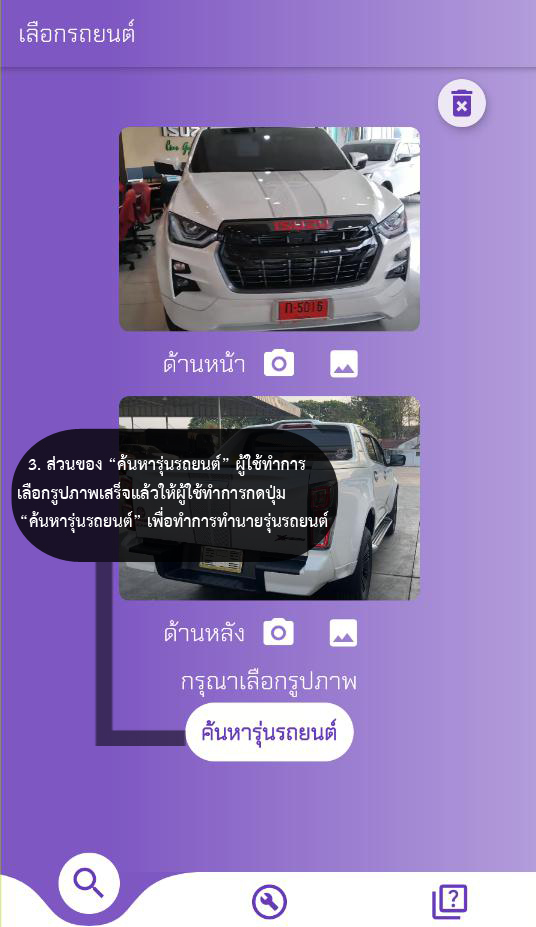 เลือกรถยนต์
ISUZU
ISUZU
ก-5016
ด้านหน้า
3. ส่วนของ “ค้นหารุ่นรถยนต์” ผู้ใช้ทำการ
เลือกรูปภาพเสร็จแล้วให้ผู้ใช้ทำการกดปุ่ม
“ค้นหารุ่นรถยนต์” เพื่อทำการทำนายรุ่นรถยนต์
ด้านหลัง
กรุณาเลือกรูปภาพ
ค้นหารุ่นรถยนต์